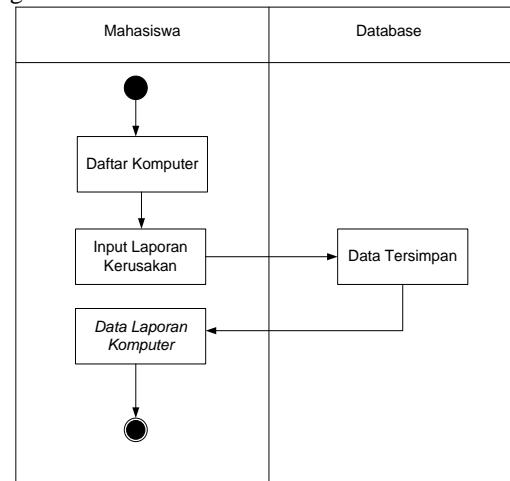 Mahasiswa
Database
Daftar Komputer
Input Laporan
Kerusakan
Data Tersimpan
Data Laporan
Komputer